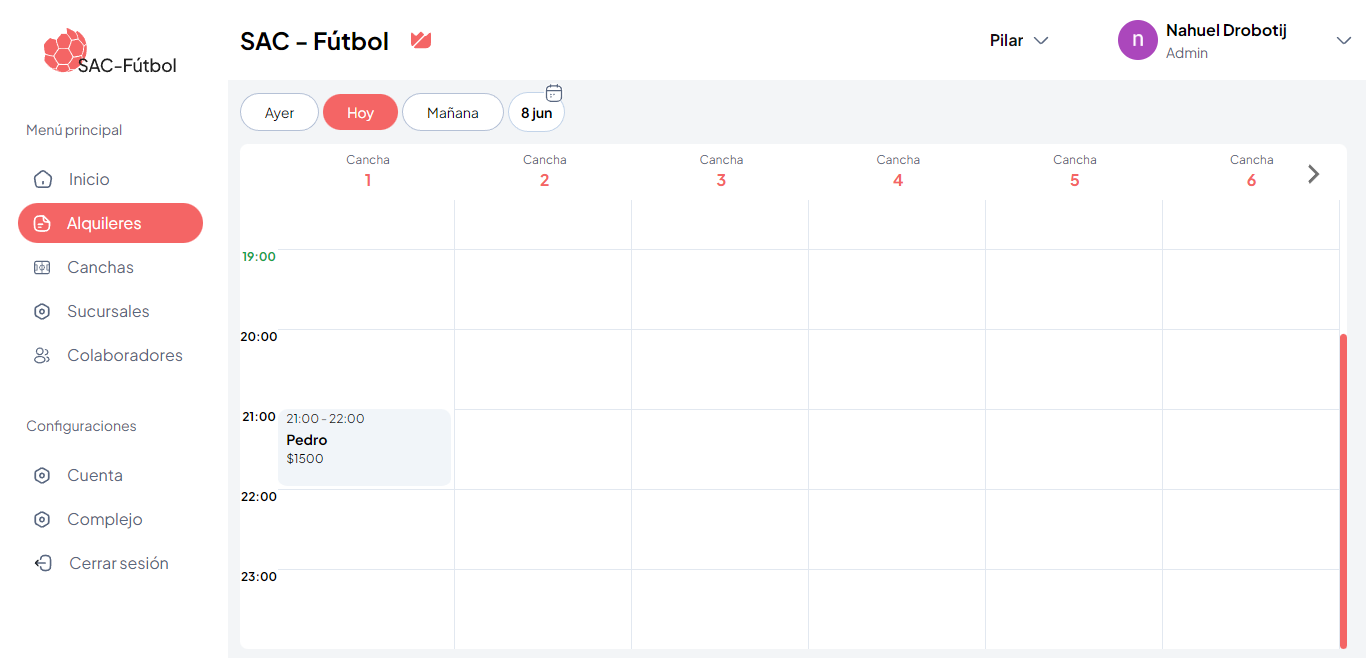 SAC-Fútbol
Menú principal
Inicio
Alquileres
Canchas
Sucursales
Colaboradores
Configuraciones
Cuenta
Complejo
Cerrar sesión
SAC - Fútbol
Pilar
n
Nahuel Drobotij
Admin
Ayer
Hoy
Mañana
8 jun
Cancha
1
Cancha
2
Cancha
3
Cancha
4
Cancha
5
Cancha
6
19:00
20:00
21:00
21:00 - 22:00
Pedro
$1500
22:00
23:00